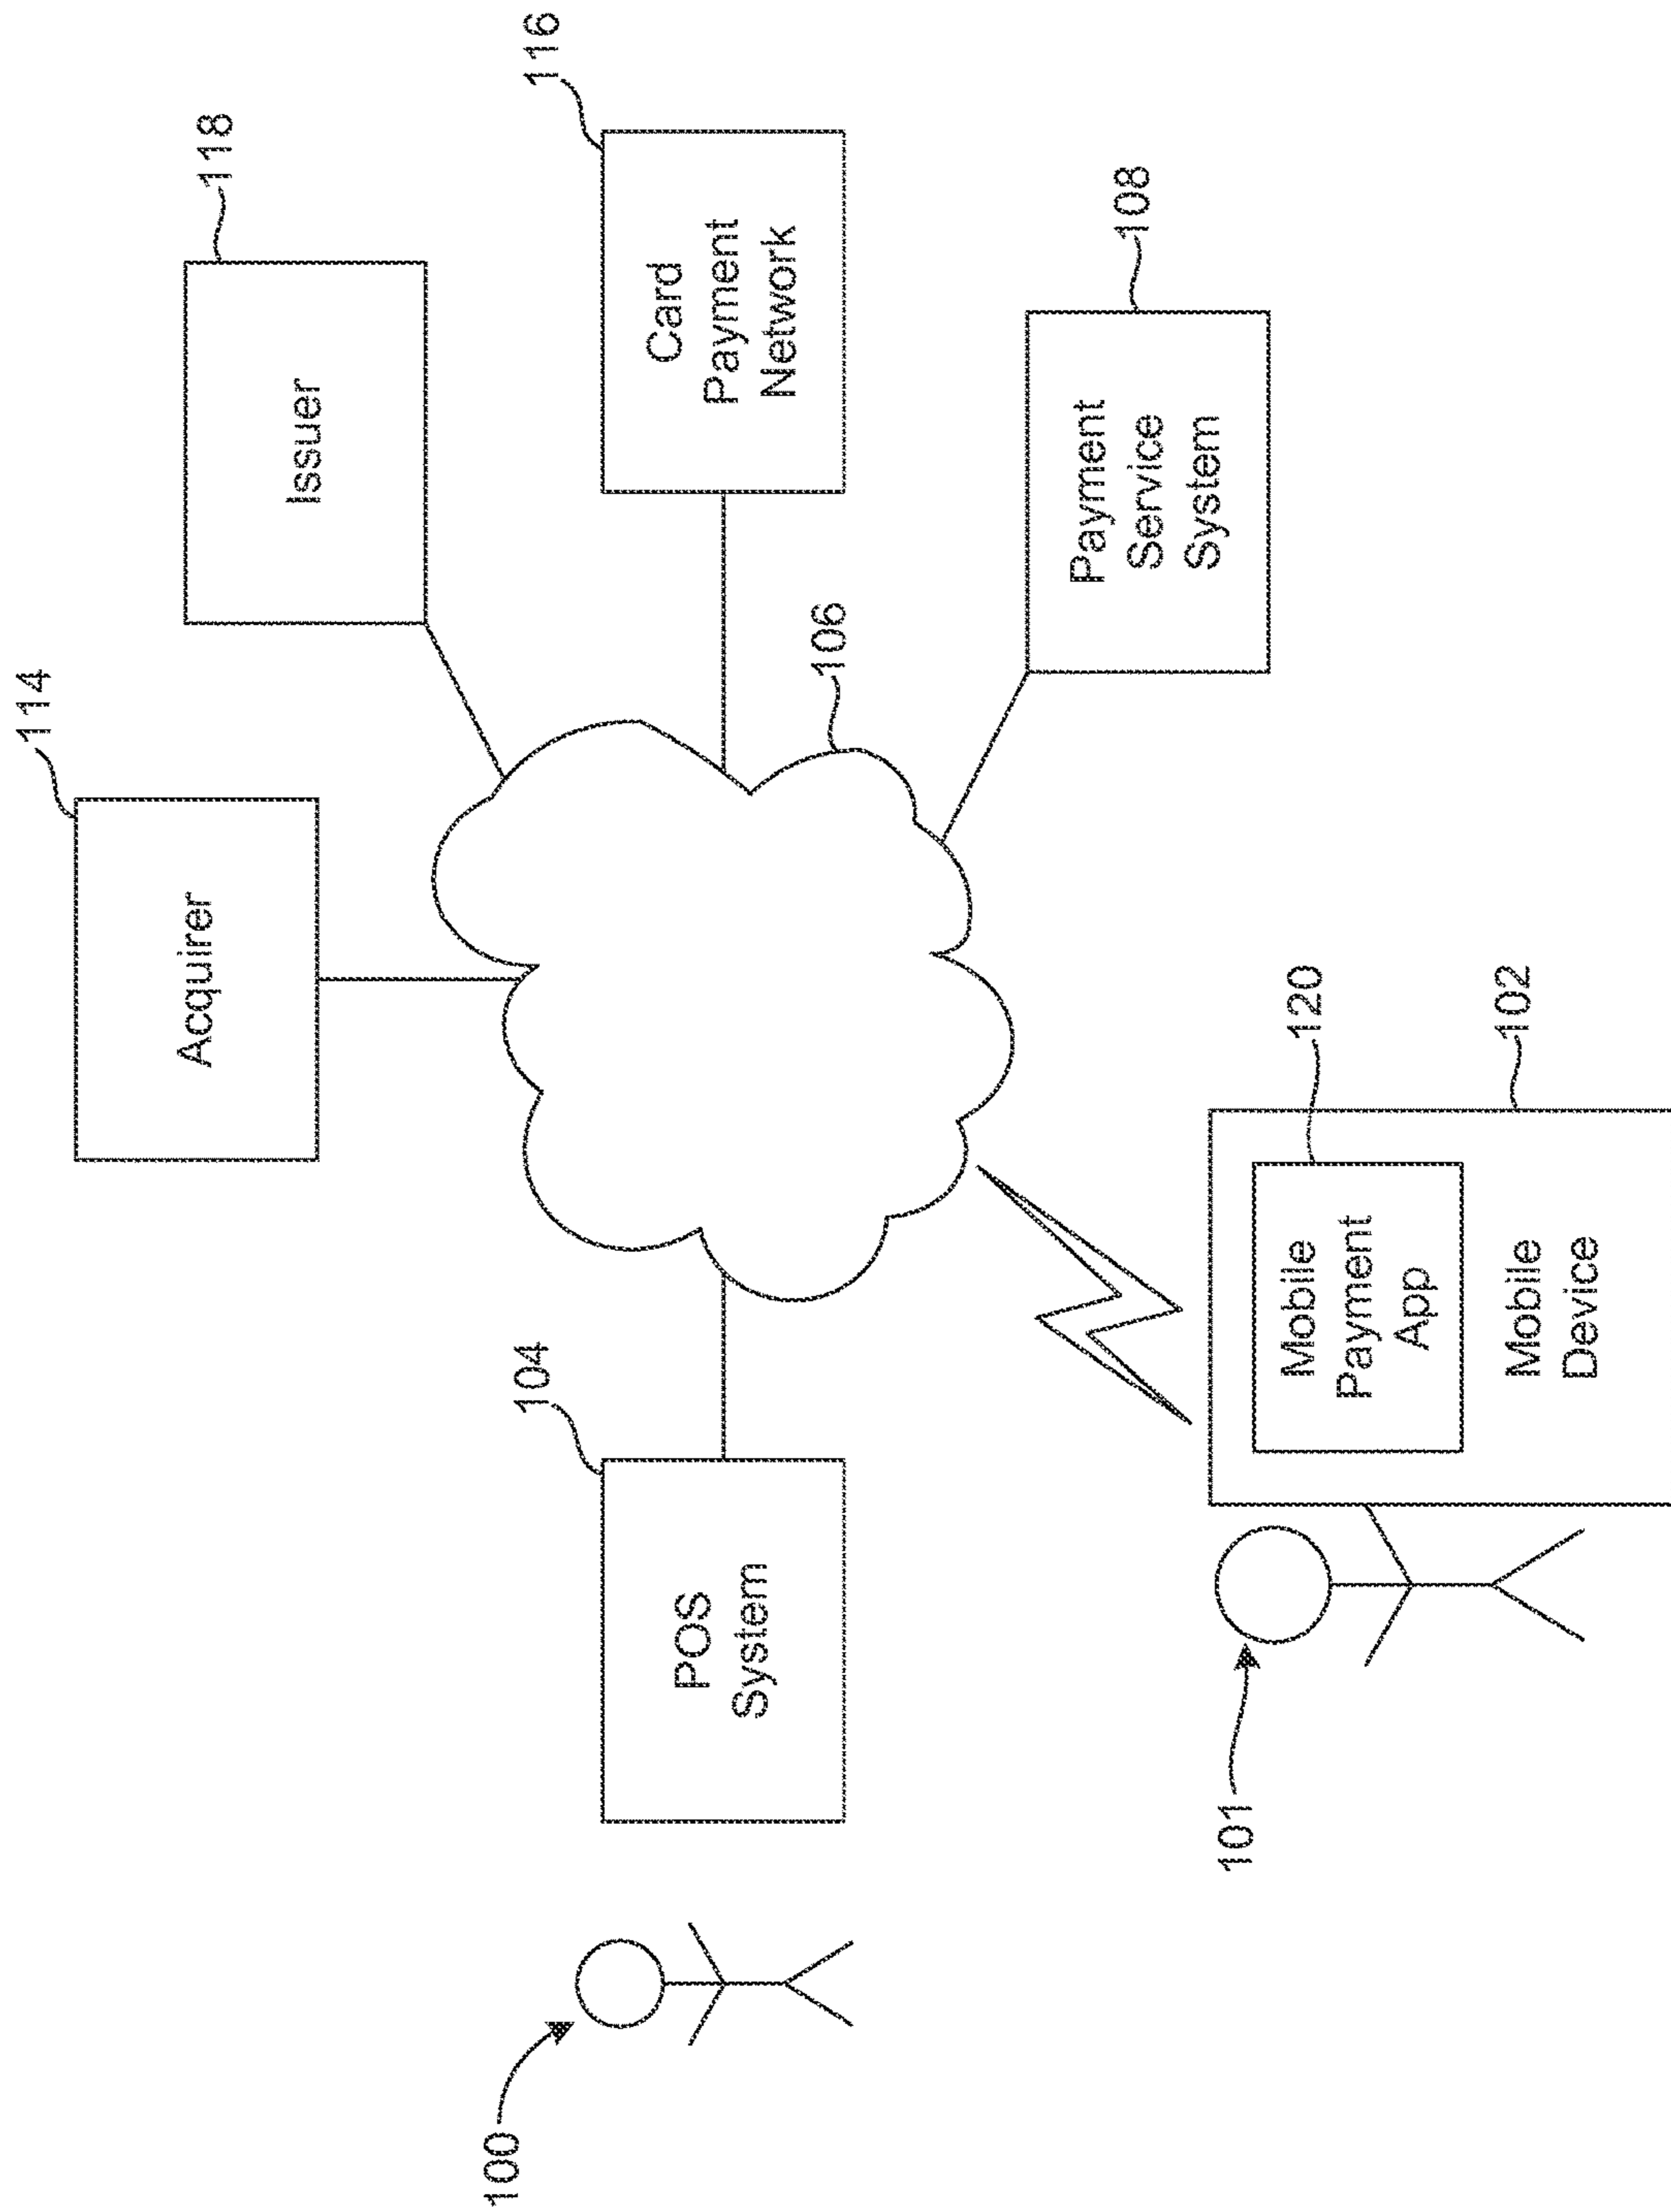 114
Acquirer
118
Issuer
100
104
POS
System
116
Card
Payment
Network
106
108
Payment
Service
System
101
120
Mobile
Payment
App
102
Mobile
Device